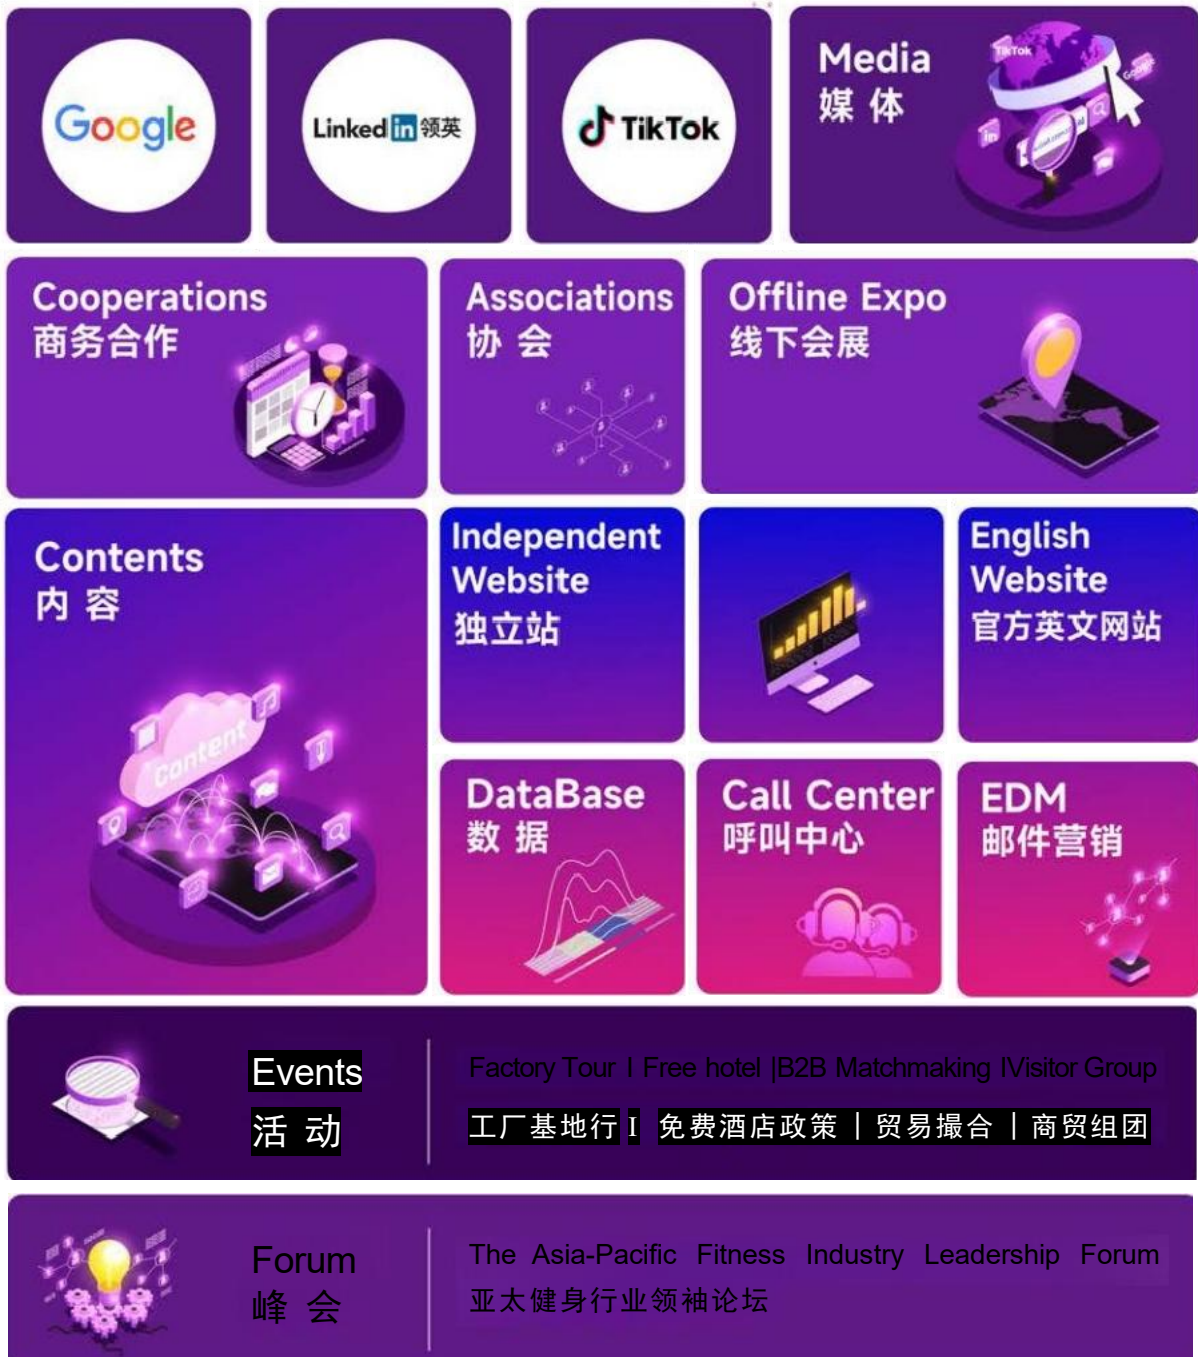 Google
Linked in 领英
TikTok
Media
媒体
TikTok
Google
in
Cooperations
商务合作
Associations
协会
Offline Expo
线下会展
Contents
内容
Content
Independent
Website
独立站
English
Website
官方英文网站
DataBase
数据
Call Center
呼叫中心
EDM
邮件营销
Events
活动
Factory Tour I Free hotel |B2B Matchmaking IVisitor Group
工厂基地行 I 免费酒店政策 | 贸易撮合 | 商贸组团
Forum
峰会
The Asia-Pacific Fitness Industry Leadership Forum
亚太健身行业领袖论坛